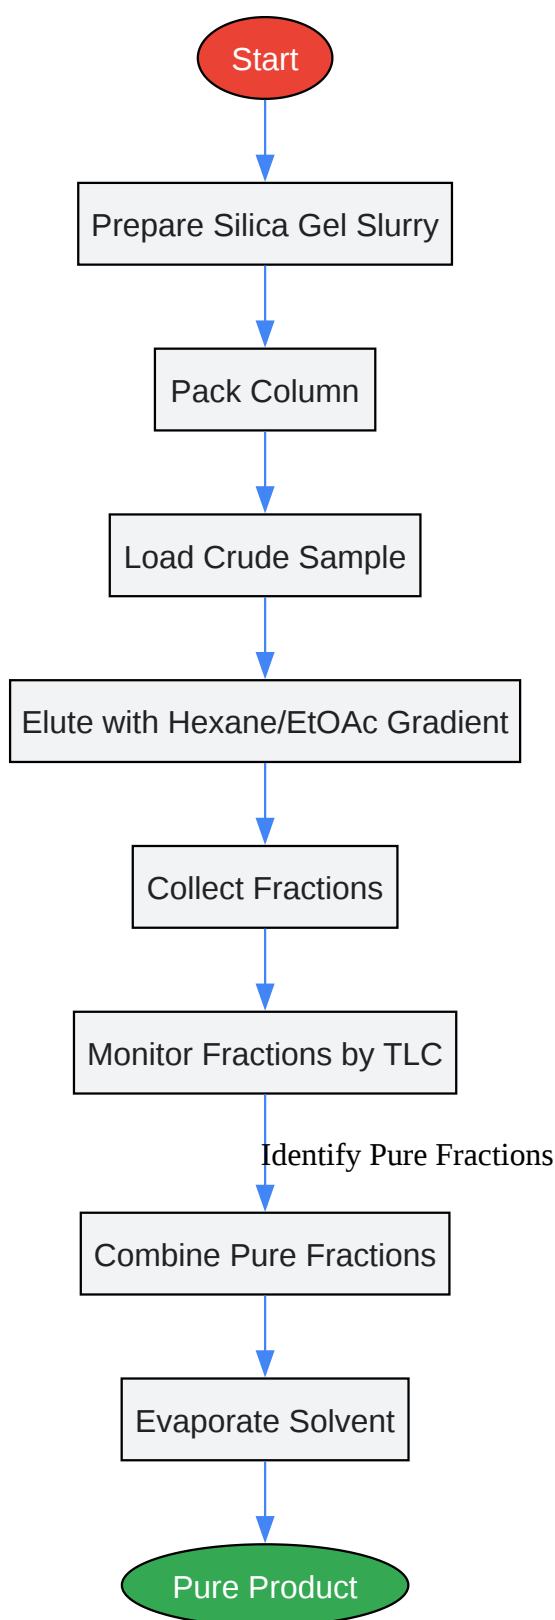 Start
Prepare Silica Gel Slurry
Pack Column
Load Crude Sample
Elute with Hexane/EtOAc Gradient
Collect Fractions
Monitor Fractions by TLC
Identify Pure Fractions
Combine Pure Fractions
Evaporate Solvent
Pure Product